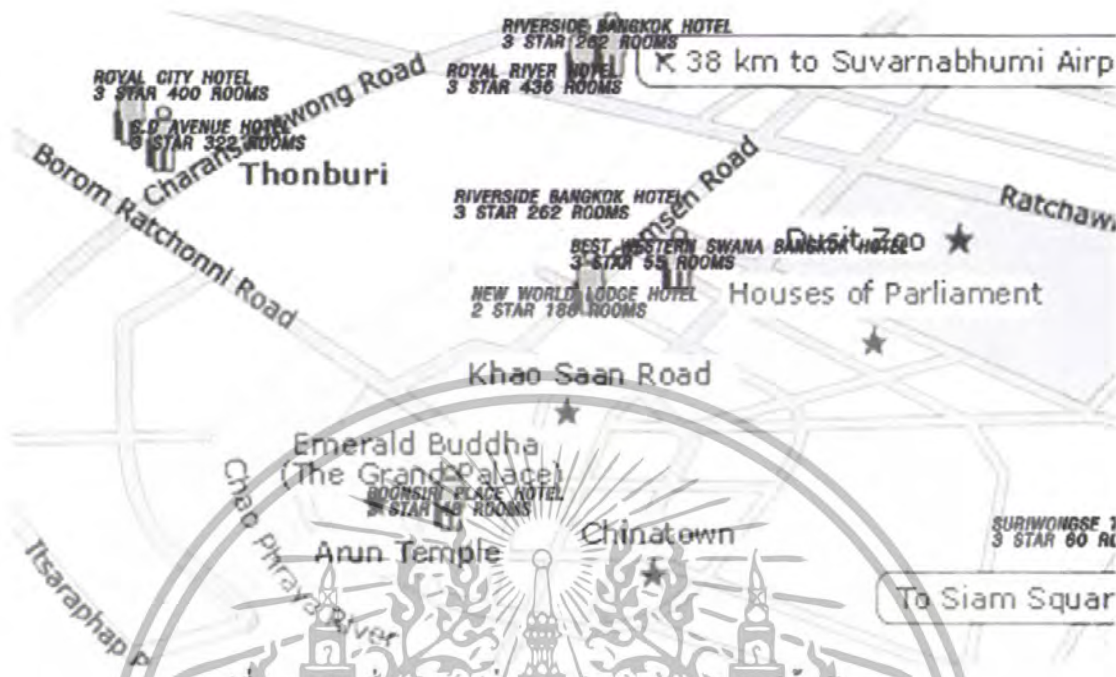 RIVERSIDE BANGKOK HOTEL
3 STAR 262 ROOMS
38 km to Suvarnabhumi Airp
ROYAL CITY HOTEL
3 STAR 400 ROOMS
ROYAL RIVER HOTEL
3 STAR 436 ROOMS
S.D AVENUE HOTEL
3 STAR 322 ROOMS
Road
Thonburi
Borom Ratchonni Road
RIVERSIDE BANGKOK HOTEL
3 STAR 262 ROOMS
Road
BEST WESTERN SWANA BANGKOK HOTEL
3 STAR 55 ROOMS
Dusit Zoo
NEW WORLD LODGE HOTEL
2 STAR ROOMS
Houses of Parliament
Khao Saan Road
Emerald Buddha
(The Grand Palace)
BOONSIRI PLACE HOTEL
STAR 48 ROOMS
Chao Phraya River
Arun Temple
Chinatown
SURIWONGSE
3 STAR 60 RO
To Siam Squar